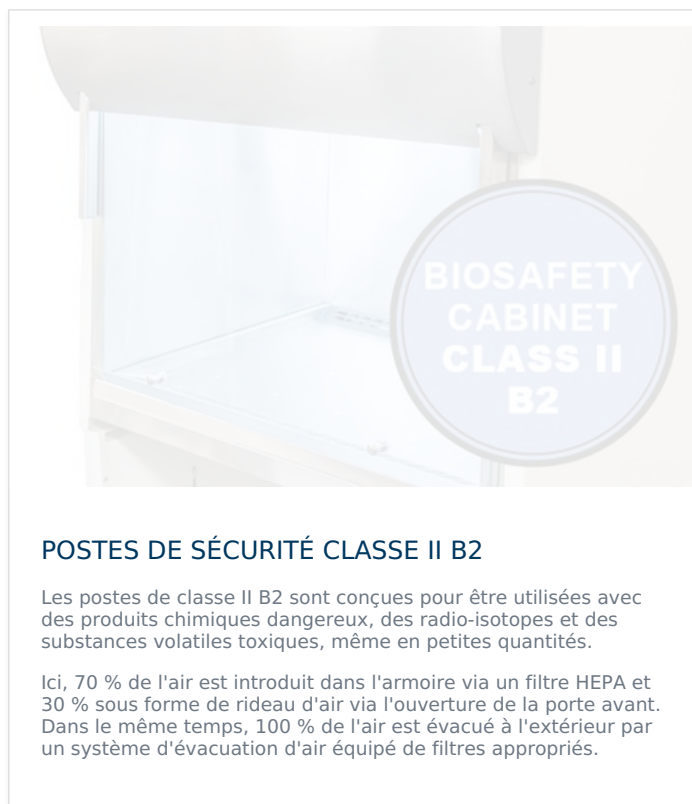 BIOSAFETY
CABINET
CLASS II
B2
POSTES DE SÉCURITÉ CLASSE II B2
Les postes de classe II B2 sont conçues pour être utilisées avec
des produits chimiques dangereux, des radio-isotopes et des
substances volatiles toxiques, même en petites quantités.
Ici, 70 % de l'air est introduit dans l'armoire via un filtre HEPA et
30 % sous forme de rideau d'air via l'ouverture de la porte avant.
Dans le même temps, 100 % de l'air est évacué à l'extérieur par
un système d'évacuation d'air équipé de filtres appropriés.